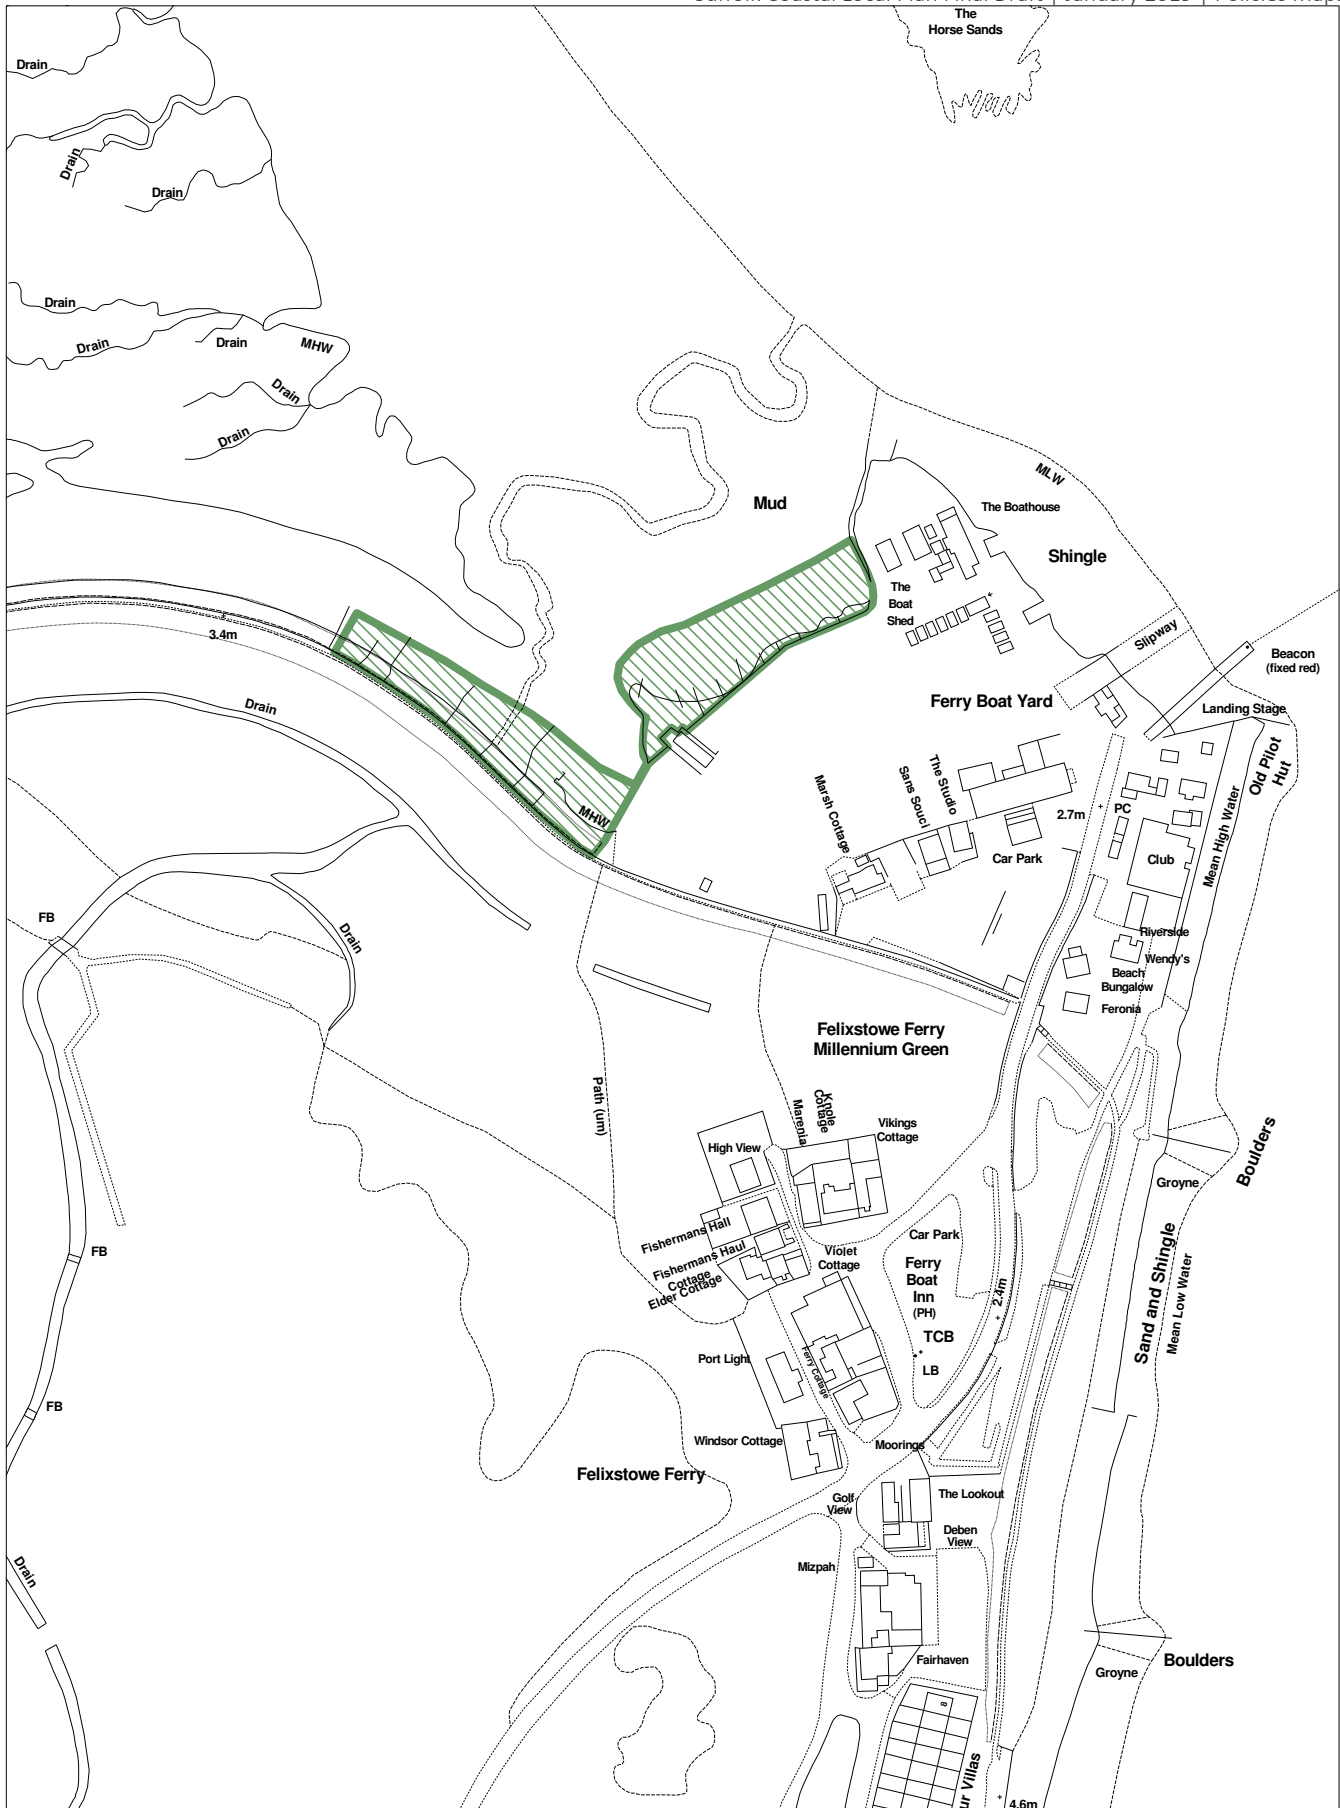 The
Horse Sands
Drain
Drain
Drain
Drain
Drain
Drain
MHW
Drain
Drain
MLW
Mud
The Boathouse
Shingle
The
Boat
Shed
3.4m
Slipway
Beacon
(fixed red)
Drain
Ferry Boat Yard
Landing Stage
Old Pilot
Hut
MHW
Marsh Cottage
Sans Souci
The Studio
2.7m
PC
Car Park
Club
Mean High Water
FB
Drain
Riverside
Wendy's
Beach
Bungalow
Feronia
Felixstowe Ferry
Millennium Green
Path (um)
Marenia
Knole
Cottage
Vikings
Cottage
High View
Boulders
Groyne
Fishermans Hall
Fishermans Haul
Cottage
Elder Cottage
Violet
Cottage
Car Park
Ferry
Boat
Inn
(PH)
FB
2.4m
Sand and Shingle
Mean Low Water
TCB
LB
Port Light
Ferry Cottage
FB
Windsor Cottage
Moorings
Felixstowe Ferry
Golf
View
The Lookout
Deben
View
Drain
Mizpah
Fairhaven
Groyne
Boulders
8
4.6m